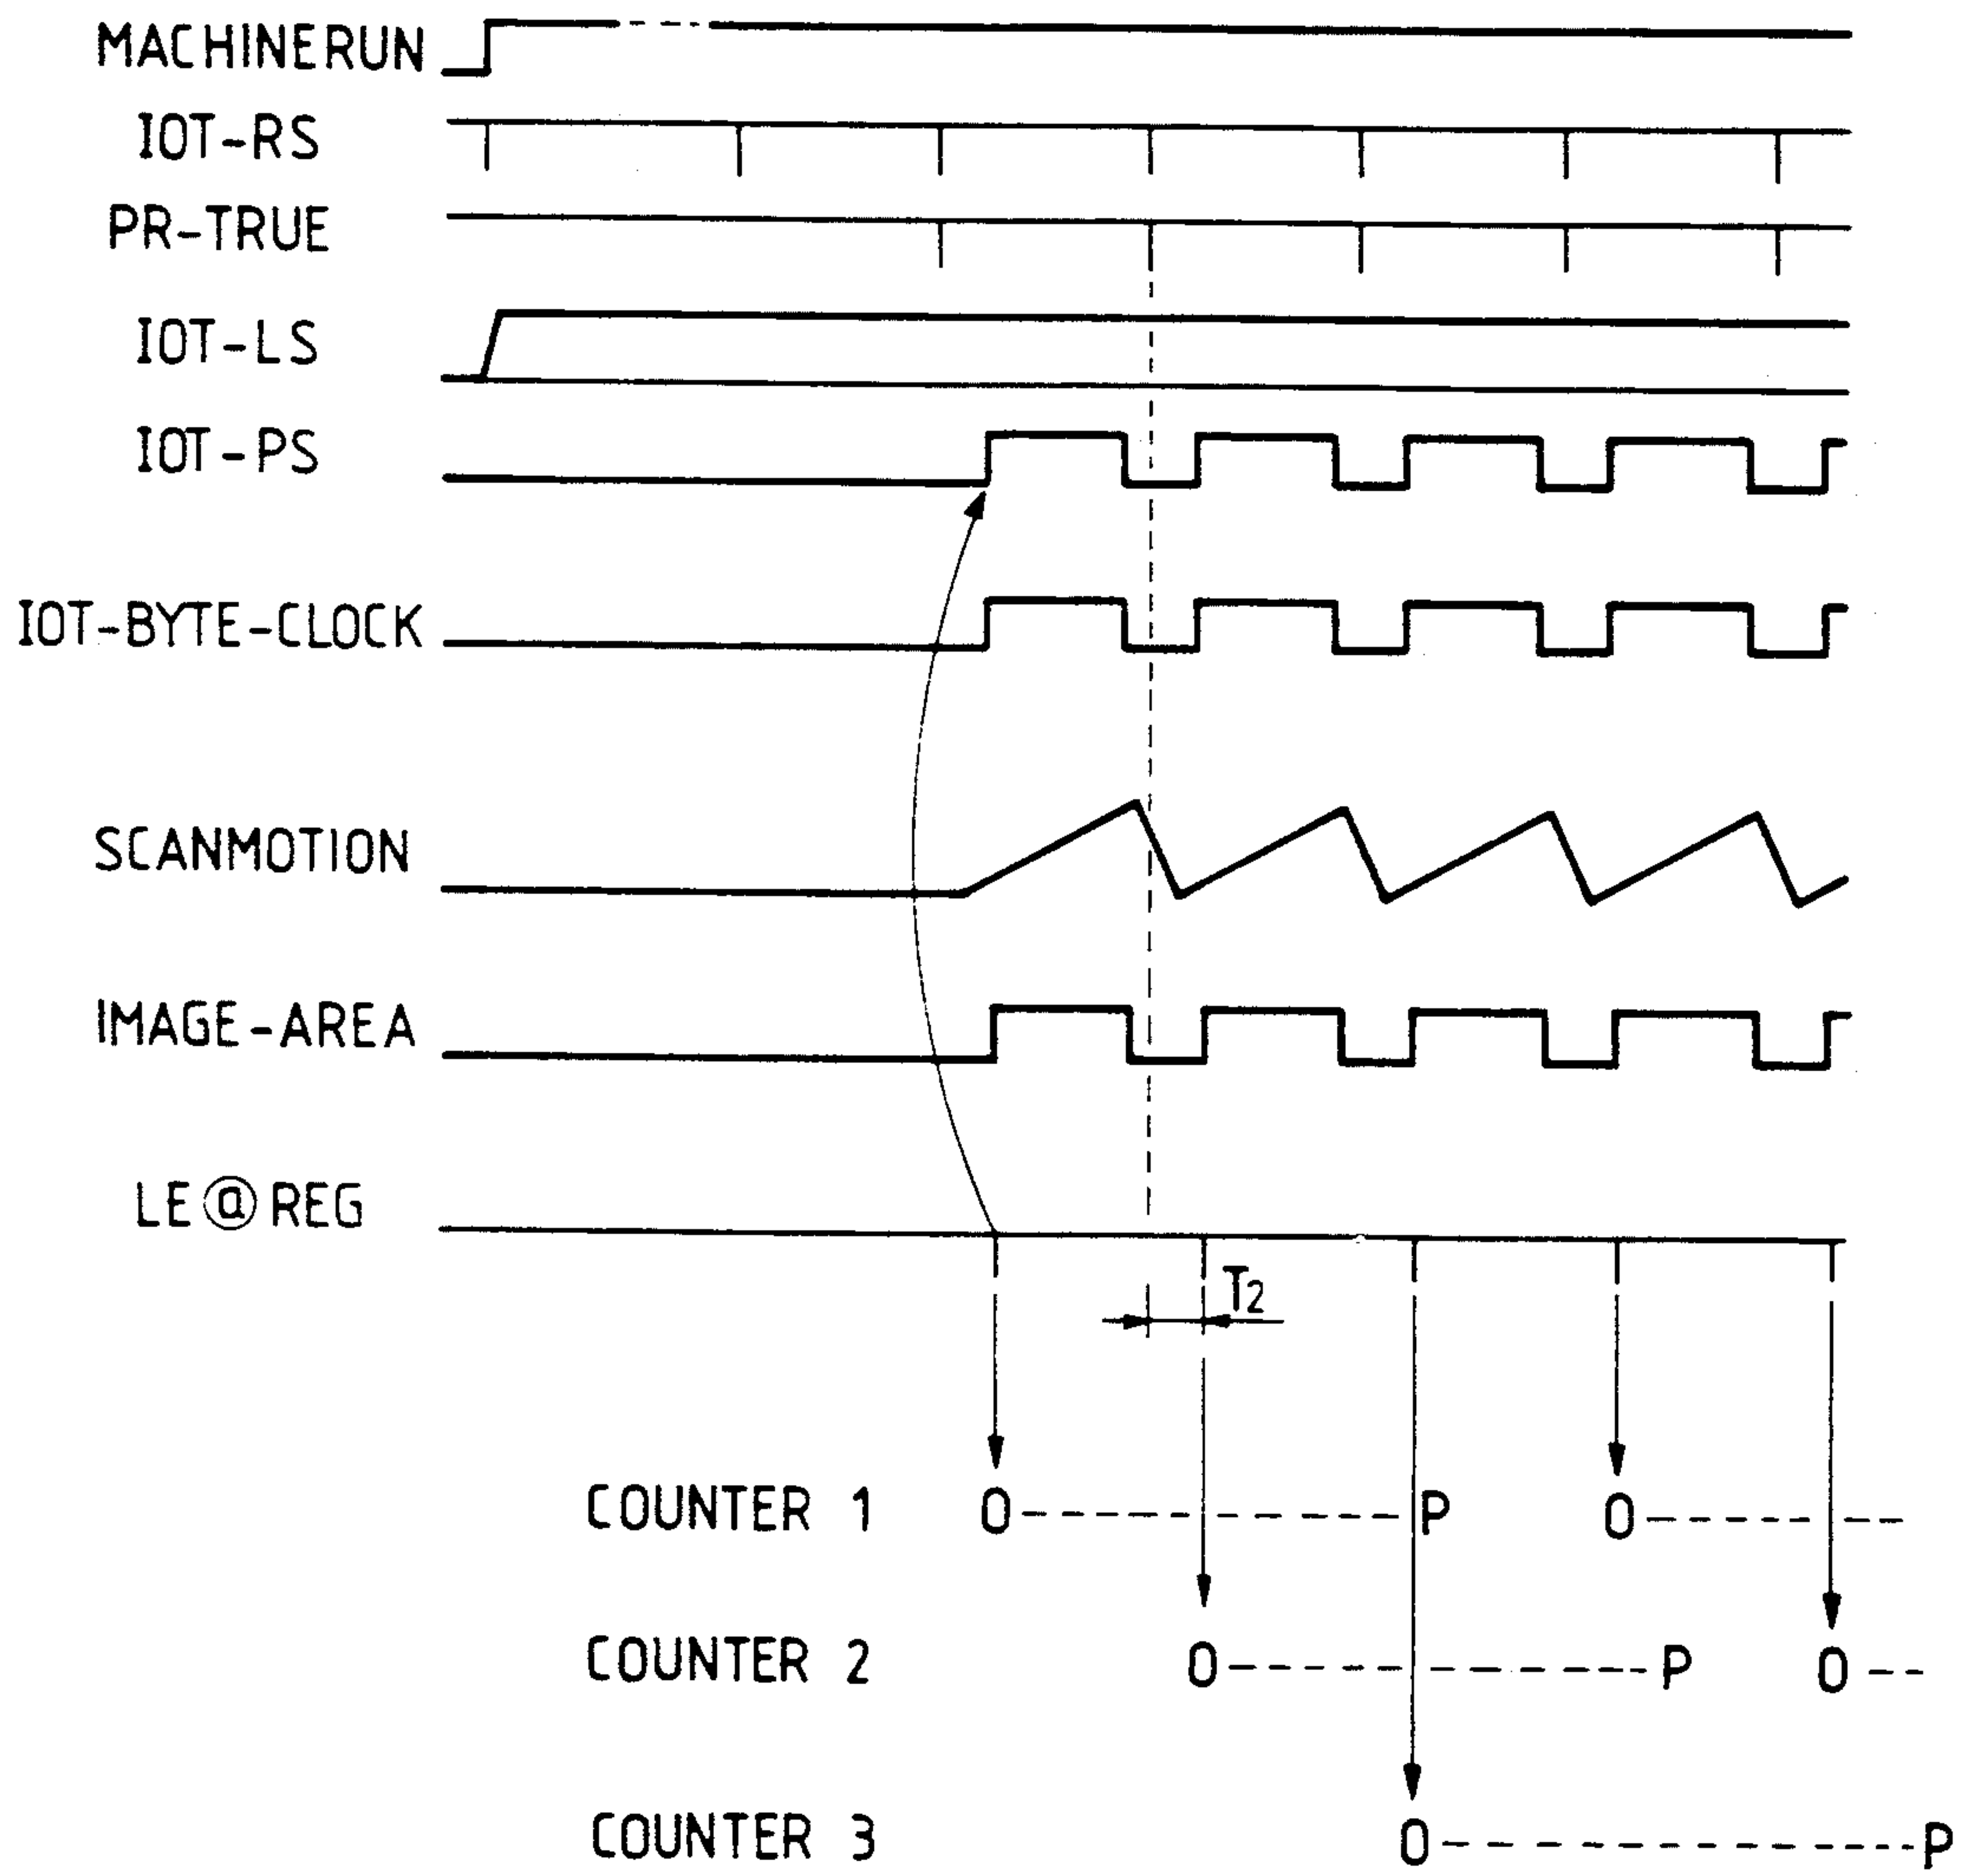 MACHINERUN
IOT-RS
PR-TRUE
IOT-LS
IOT-PS
IOT-BYTE-CLOCK
SCANMOTION
IMAGE-AREA
LE@REG
T2
COUNTER 1 0 P 0
COUNTER 2 0 P 0
COUNTER 3 0 P